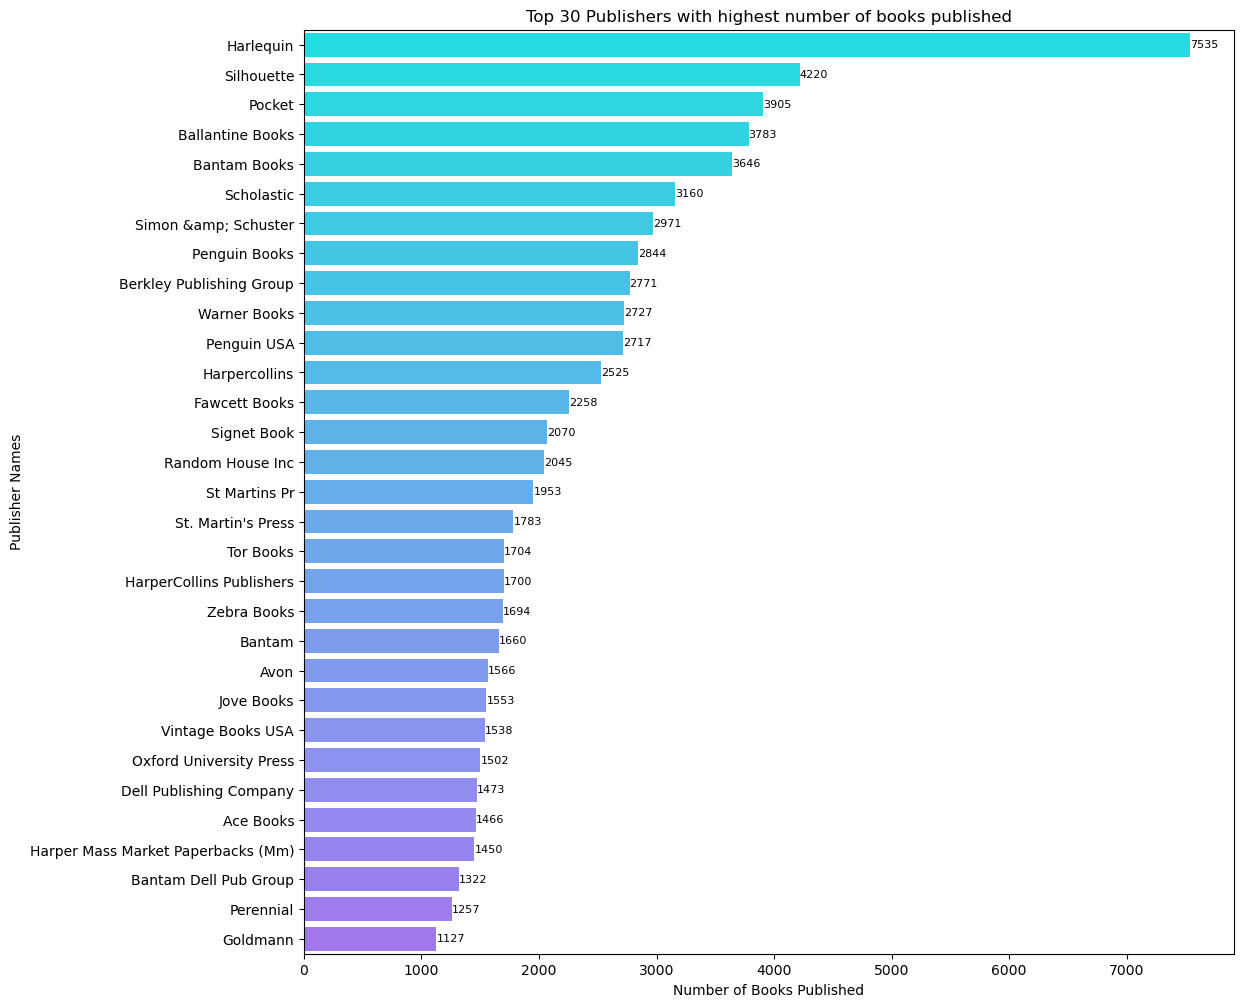 Top 30 Publishers with highest number of books published
Publisher Names
Harlequin 7535
Silhouette 4220
Pocket 3905
Ballantine Books 3783
Bantam Books 3646
Scholastic 3160
Simon &amp; Schuster 2971
Penguin Books 2844
Berkley Publishing Group 2771
Warner Books 2727
Penguin USA 2717
Harpercollins 2525
Fawcett Books 2258
Signet Book 2070
Random House Inc 2045
St Martins Pr 1953
St. Martin's Press 1783
Tor Books 1704
HarperCollins Publishers 1700
Zebra Books 1694
Bantam 1660
Avon 1566
Jove Books 1553
Vintage Books USA 1538
Oxford University Press 1502
Dell Publishing Company 1473
Ace Books 1466
Harper Mass Market Paperbacks (Mm) 1450
Bantam Dell Pub Group 1322
Perennial 1257
Goldmann 1127
0 1000 2000 3000 4000 5000 6000 7000
Number of Books Published